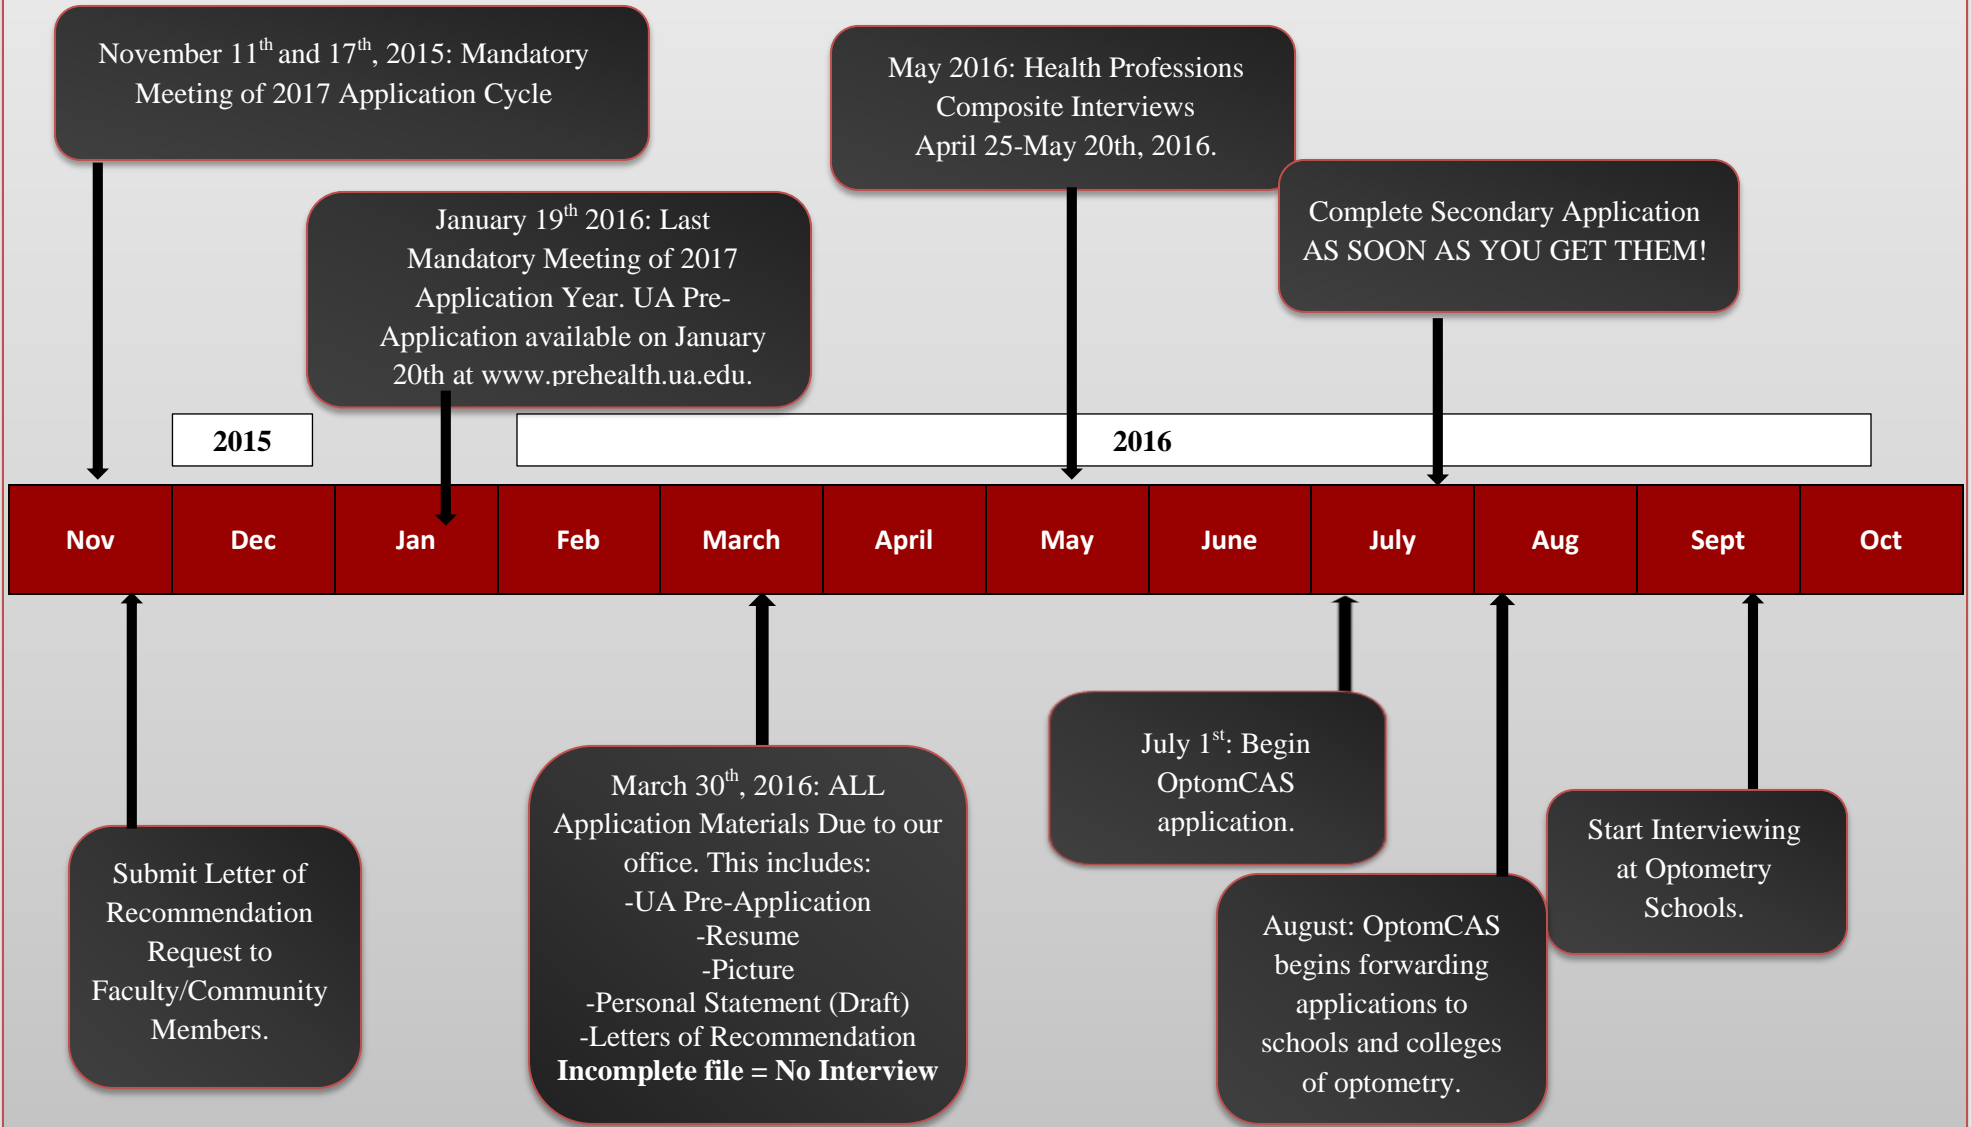 November 11th and 17th, 2015: Mandatory
Meeting of 2017 Application Cycle
May 2016: Health Professions
Composite Interviews
April 25-May 20th, 2016.
January 19th 2016: Last
Mandatory Meeting of 2017
Application Year. UA Pre-
Application available on January
20th at www.prehealth.ua.edu.
Complete Secondary Application
AS SOON AS YOU GET THEM!
2015
2016
Nov
Dec
Jan
Feb
March
April
May
June
July
Aug
Sept
Oct
Submit Letter of
Recommendation
Request to
Faculty/Community
Members.
March 30th, 2016: ALL
Application Materials Due to our
office. This includes:
-UA Pre-Application
-Resume
-Picture
-Personal Statement (Draft)
-Letters of Recommendation
Incomplete file = No Interview
July 1st: Begin
OptomCAS
application.
August: OptomCAS
begins forwarding
applications to
schools and colleges
of optometry.
Start Interviewing
at Optometry
Schools.